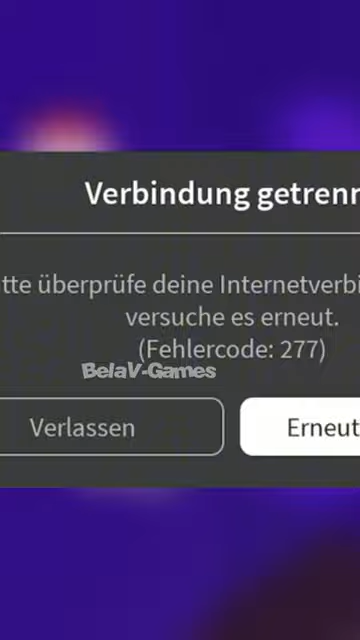 Verbindung getrenn
tte überprüfe deine Internetverbi
versuche es erneut.
(Fehlercode: 277)
BelaV-Games
Verlassen
Erneut